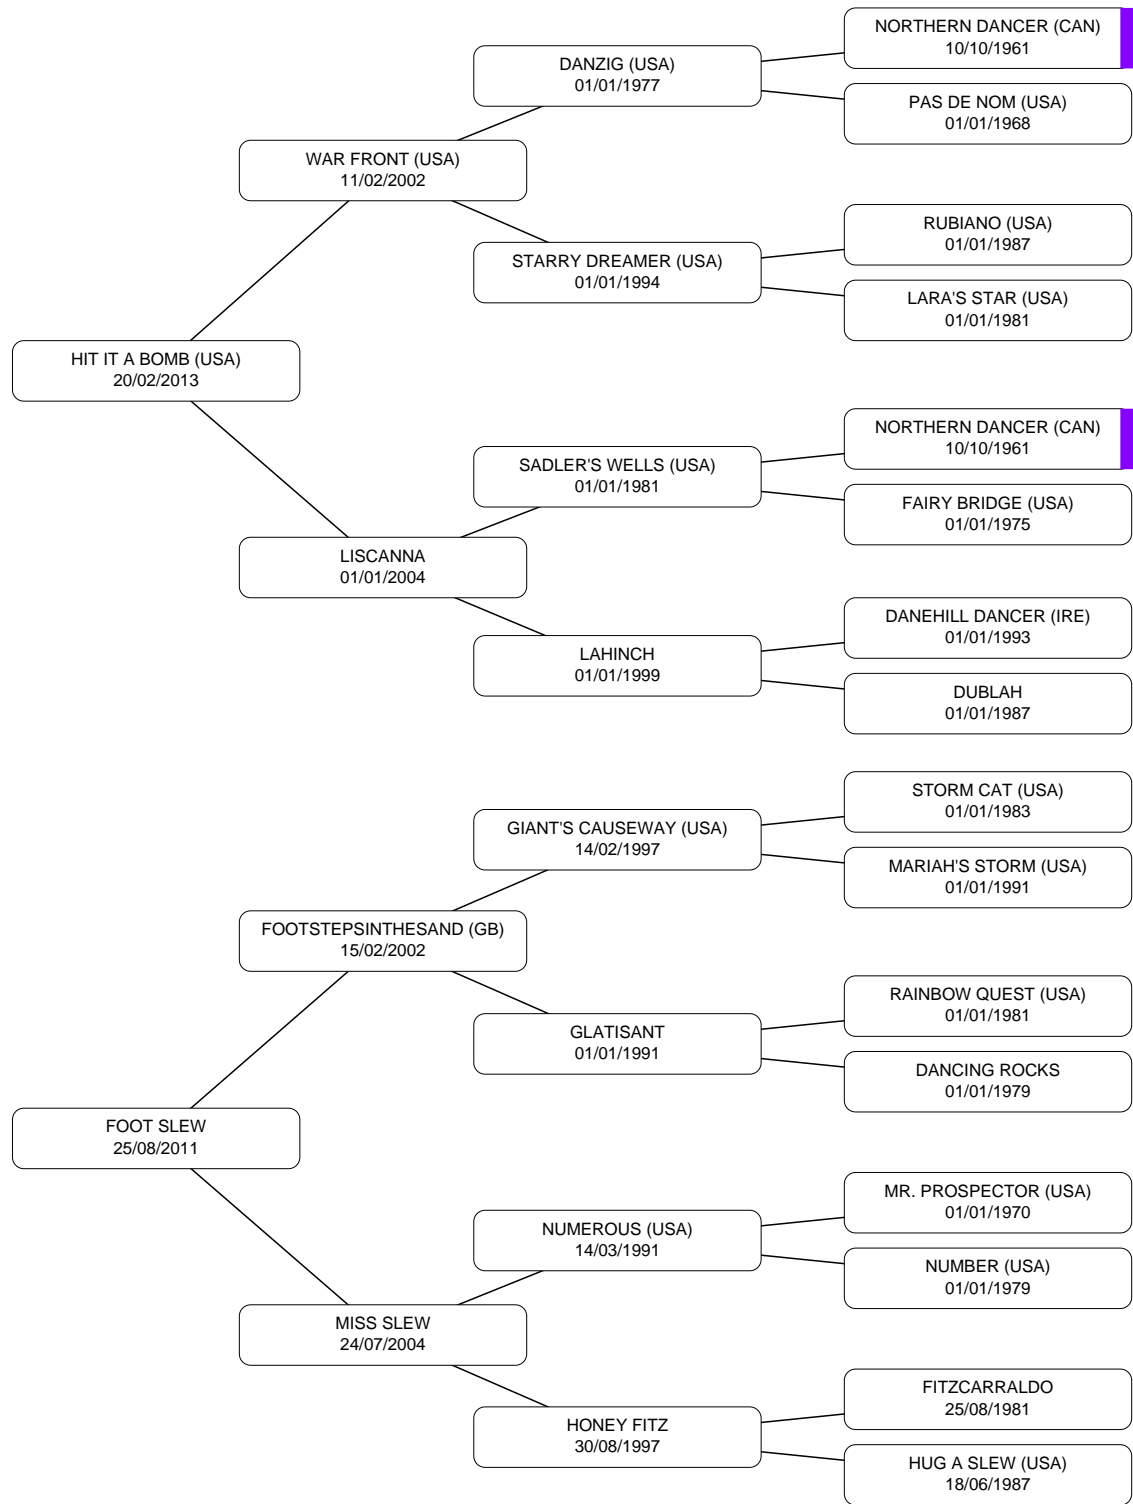 NORTHERN DANCER (CAN)
10/10/1961
DANZIG (USA)
01/01/1977
PAS DE NOM (USA)
01/01/1968
WAR FRONT (USA)
11/02/2002
RUBIANO (USA)
01/01/1987
STARRY DREAMER (USA)
01/01/1994
LARA'S STAR (USA)
01/01/1981
HIT IT A BOMB (USA)
20/02/2013
NORTHERN DANCER (CAN)
10/10/1961
SADLER'S WELLS (USA)
01/01/1981
FAIRY BRIDGE (USA)
01/01/1975
LISCANNA
01/01/2004
DANEHILL DANCER (IRE)
01/01/1993
LAHINCH
01/01/1999
DUBLAH
01/01/1987
STORM CAT (USA)
01/01/1983
GIANT'S CAUSEWAY (USA)
14/02/1997
MARIAH'S STORM (USA)
01/01/1991
FOOTSTEPSINTHESAND (GB)
15/02/2002
RAINBOW QUEST (USA)
01/01/1981
GLATISANT
01/01/1991
DANCING ROCKS
01/01/1979
FOOT SLEW
25/08/2011
MR. PROSPECTOR (USA)
01/01/1970
NUMEROUS (USA)
14/03/1991
NUMBER (USA)
01/01/1979
MISS SLEW
24/07/2004
FITZCARRALDO
25/08/1981
HONEY FITZ
30/08/1997
HUG A SLEW (USA)
18/06/1987